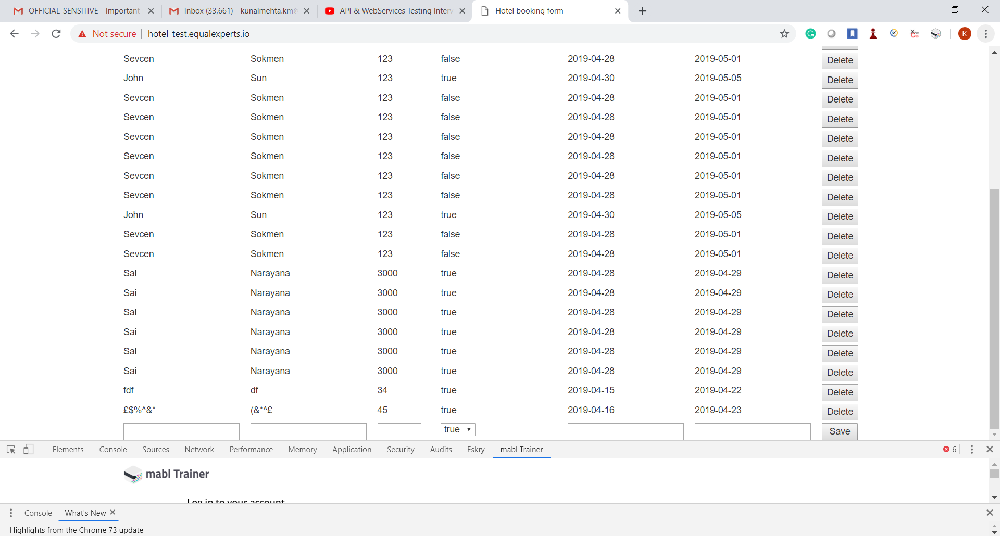 OFFICIAL-SENSITIVE - Important
Inbox (33,661) - kunalmehta.km@
API & WebServices Testing Interv
Hotel booking form
Not secure | hotel-test.equalexperts.io
K
Sevcen Sokmen 123 false 2019-04-28 2019-05-01 Delete
John Sun 123 true 2019-04-30 2019-05-05 Delete
Sevcen Sokmen 123 false 2019-04-28 2019-05-01 Delete
Sevcen Sokmen 123 false 2019-04-28 2019-05-01 Delete
Sevcen Sokmen 123 false 2019-04-28 2019-05-01 Delete
Sevcen Sokmen 123 false 2019-04-28 2019-05-01 Delete
Sevcen Sokmen 123 false 2019-04-28 2019-05-01 Delete
Sevcen Sokmen 123 false 2019-04-28 2019-05-01 Delete
John Sun 123 true 2019-04-30 2019-05-05 Delete
Sevcen Sokmen 123 false 2019-04-28 2019-05-01 Delete
Sevcen Sokmen 123 false 2019-04-28 2019-05-01 Delete
Sai Narayana 3000 true 2019-04-28 2019-04-29 Delete
Sai Narayana 3000 true 2019-04-28 2019-04-29 Delete
Sai Narayana 3000 true 2019-04-28 2019-04-29 Delete
Sai Narayana 3000 true 2019-04-28 2019-04-29 Delete
Sai Narayana 3000 true 2019-04-28 2019-04-29 Delete
Sai Narayana 3000 true 2019-04-28 2019-04-29 Delete
fdf df 34 true 2019-04-15 2019-04-22 Delete
£$%^&* (&*^£ 45 true 2019-04-16 2019-04-23 Delete
true Save
Elements Console Sources Network Performance Memory Application Security Audits Eskry mabl Trainer 6
mabl Trainer
Log in to your account
Console What's New
Highlights from the Chrome 73 update